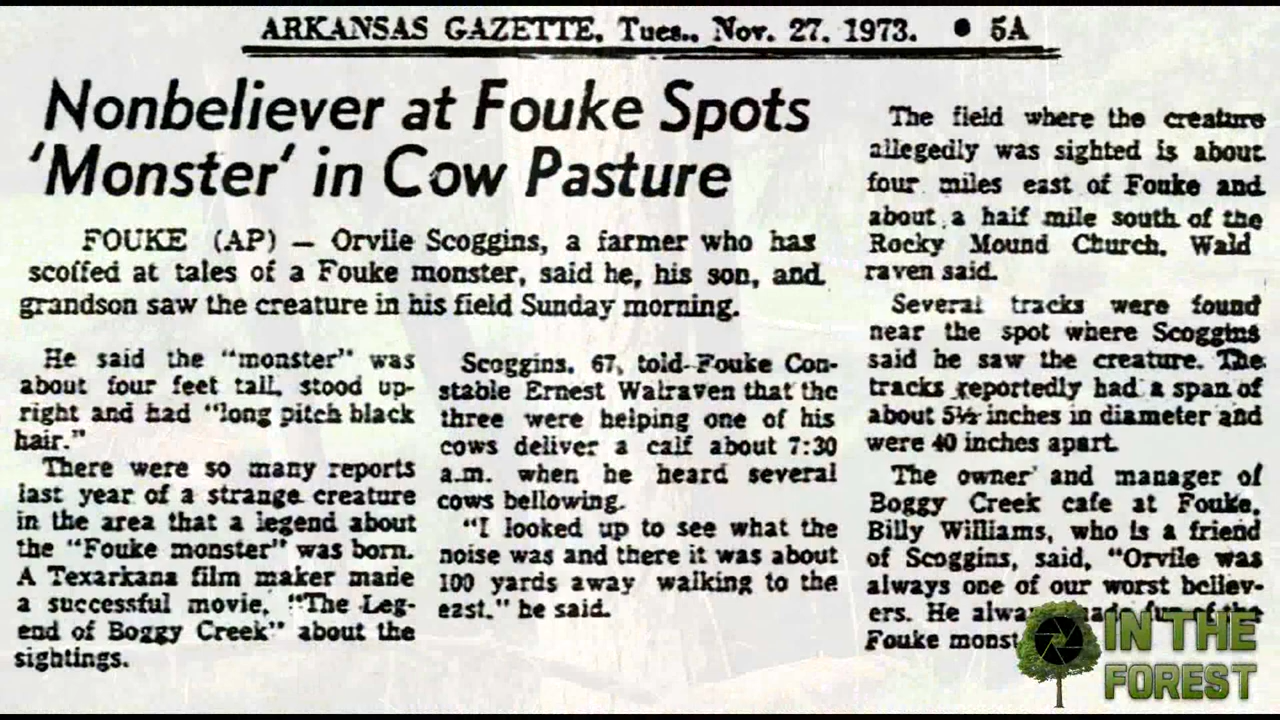 ARKANSAS GAZETTE, Tues., Nov. 27, 1973. • 5A
Nonbeliever at Fouke Spots
'Monster' in Cow Pasture
FOUKE (AP) — Orvile Scoggins, a farmer who has
scoffed at tales of a Fouke monster, said he, his son, and
grandson saw the creature in his field Sunday morning.
He said the "monster" was
about four feet tall, stood up-
right and had "long pitch black
hair."
There were so many reports
last year of a strange creature
in the area that a legend about
the "Fouke monster" was born.
A Texarkana film maker made
a successful movie, "The Leg-
end of Boggy Creek" about the
sightings.
Scoggins, 67, told Fouke Con-
stable Ernest Walraven that the
three were helping one of his
cows deliver a calf about 7:30
a.m. when he heard several
cows bellowing.
"I looked up to see what the
noise was and there it was about
100 yards away walking to the
east." he said.
The field where the creature
allegedly was sighted is about
four miles east of Fouke and
about a half mile south of the
Rocky Mound Church, Wald
raven said.
Several tracks were found
near the spot where Scoggins
said he saw the creature. The
tracks reportedly had a span of
about 5½ inches in diameter and
were 40 inches apart.
The owner and manager of
Boggy Creek cafe at Fouke,
Billy Williams, who is a friend
of Scoggins, said, "Orvile was
always one of our worst believ-
ers. He always made fun of the
Fouke
IN THE
FOREST